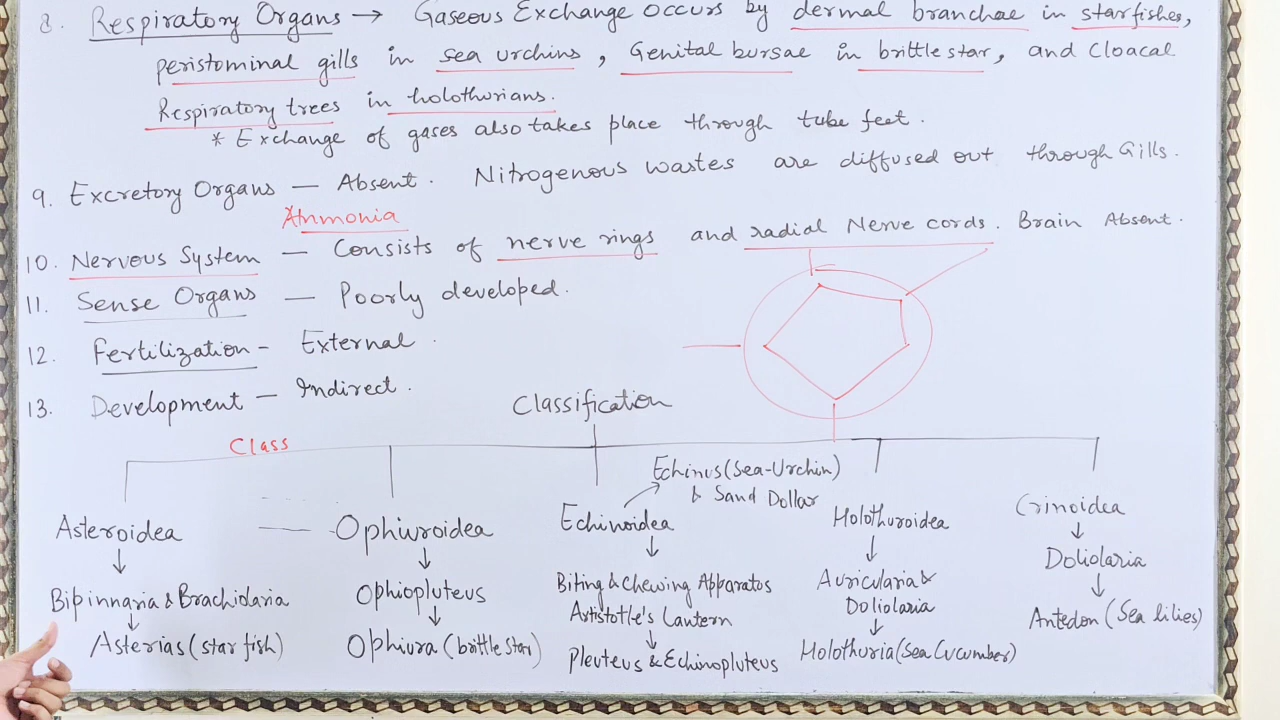 8. Respiratory Organs → Gaseous Exchange occurs by dermal branchae in starfishes,
peristominal gills in sea urchins, Genital bursae in brittle star, and Cloacal
Respiratory trees in holothurians.
* Exchange of gases also takes place through tube feet.
9. Excretory Organs — Absent. Nitrogenous wastes are diffused out through Gills.
Ammonia
10. Nervous System — Consists of nerve rings and radial Nerve cords. Brain Absent.
11. Sense Organs — Poorly developed.
12. Fertilization - External.
13. Development — Indirect.
Classification
Class
Echinus (Sea-Urchin)
& Sand Dollar
Asteroidea
Ophiuroidea
Echinoidea
Holothuroidea
Crinoidea
↓
Bipinnaria & Brachidaria
↓
Asterias (star fish)
↓
Ophiopluteus
↓
Ophiura (brittle star)
↓
Biting & Chewing Apparatos
Aristotle's Lantern
↓
Pleuteus & Echinopluteus
↓
Auricularia &
Doliolaria
↓
Holothuria (Sea Cucumber)
↓
Doliolaria
↓
Antedon (Sea lilies)